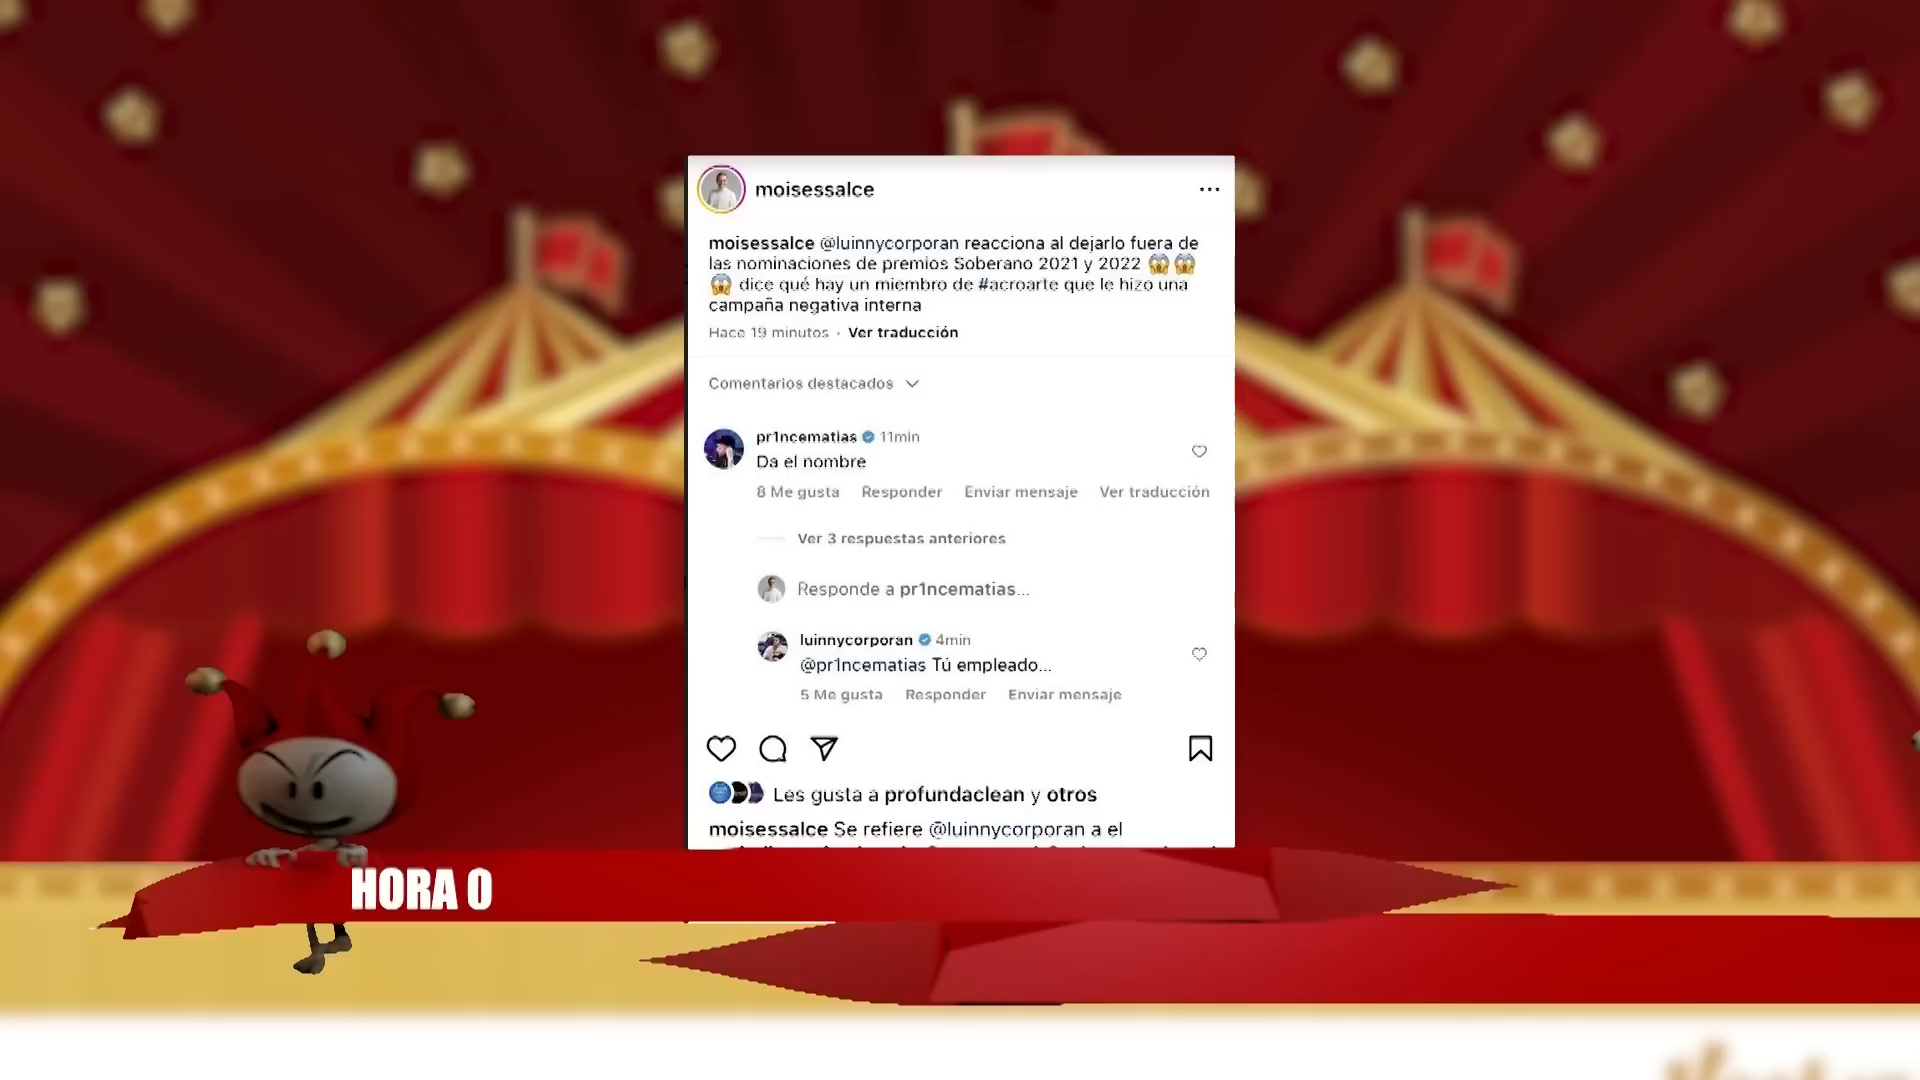 moisessalce
moisessalce @luinnycorporan reacciona al dejarlo fuera de
las nominaciones de premios Soberano 2021 y 2022 😱😱
😱 dice qué hay un miembro de #acroarte que le hizo una
campaña negativa interna
Hace 19 minutos · Ver traducción
Comentarios destacados
pr1ncematias 11min
Da el nombre
8 Me gusta Responder Enviar mensaje Ver traducción
Ver 3 respuestas anteriores
Responde a pr1ncematias...
luinnycorporan 4min
@pr1ncematias Tú empleado...
5 Me gusta Responder Enviar mensaje
Les gusta a profundaclean y otros
moisessalce Se refiere @luinnycorporan a el
HORA 0